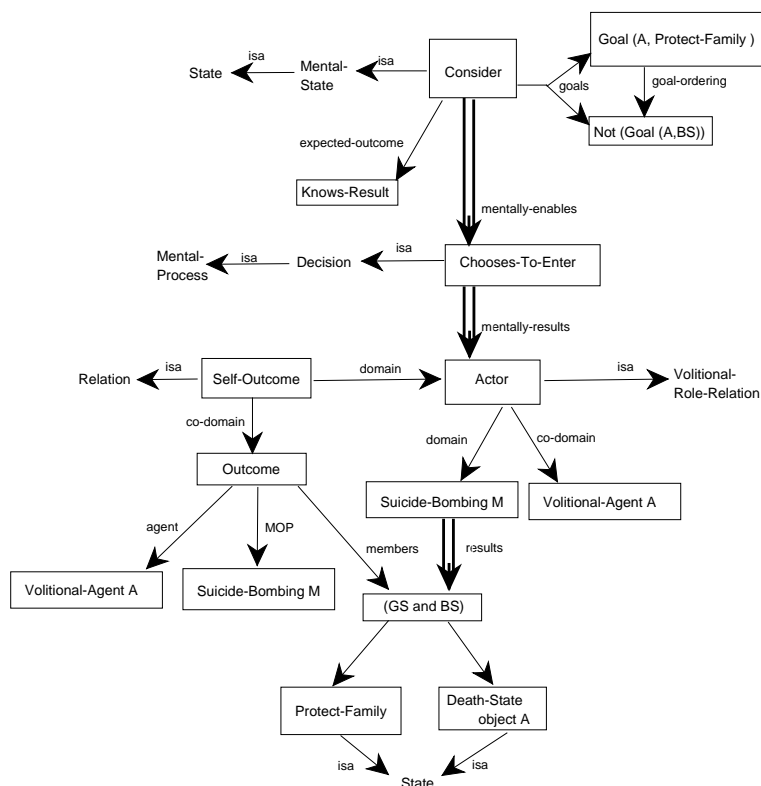 Goal (A, Protect-Family )
isa
isa
State
Mental-
State
Consider
goals
goal-ordering
Not (Goal (A,BS))
expected-outcome
Knows-Result
mentally-enables
isa
isa
Mental-
Process
Decision
Chooses-To-Enter
mentally-results
isa
domain
isa
Relation
Self-Outcome
Actor
Volitional-
Role-Relation
co-domain
domain
co-domain
Outcome
Suicide-Bombing M
Volitional-Agent A
agent
MOP
members
results
Volitional-Agent A
Suicide-Bombing M
(GS and BS)
Protect-Family
Death-State
object A
isa
isa
State